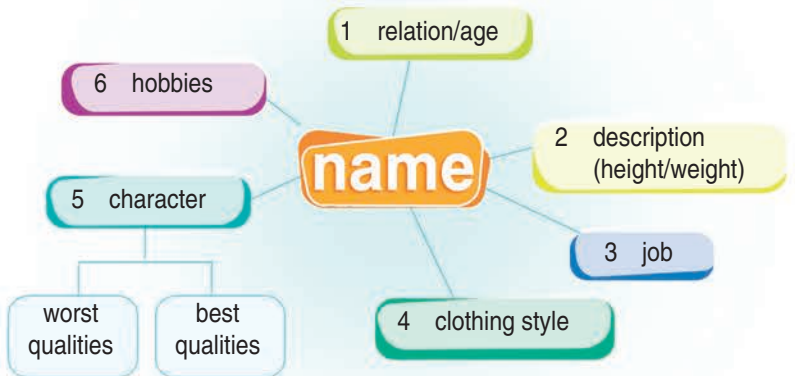 1 relation/age
6 hobbies
name
2 description
(height/weight)
5 character
3 job
worst
qualities
best
qualities
4 clothing style